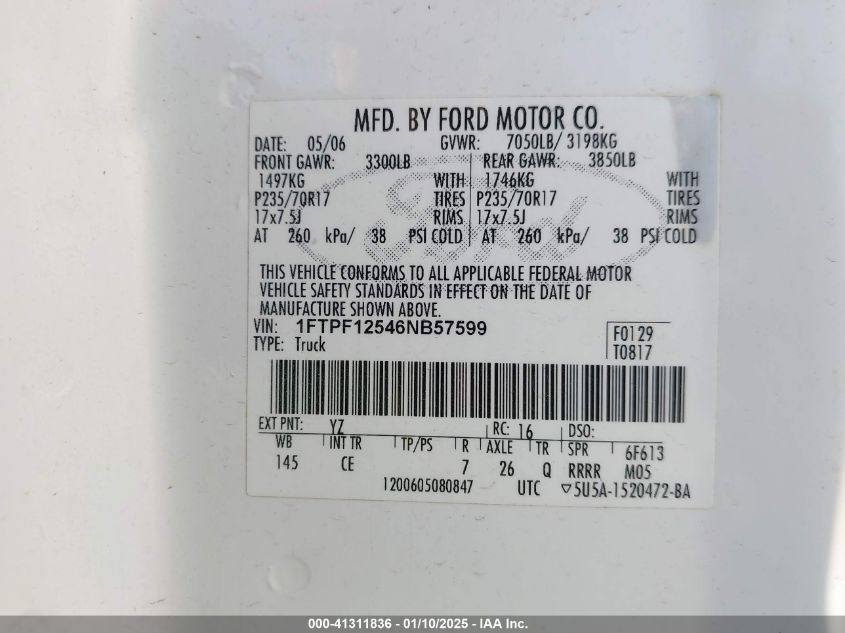 MFD. BY FORD MOTOR CO.
DATE: 05/06 GVWR: 7050LB/ 3198KG
FRONT GAWR: 3300LB REAR GAWR: 3850LB
1497KG WITH 1746KG WITH
P235/70R17 TIRES P235/70R17 TIRES
17x7.5J RIMS 17x7.5J RIMS
AT 260 kPa/ 38 PSI COLD AT 260 kPa/ 38 PSI COLD
Ford
THIS VEHICLE CONFORMS TO ALL APPLICABLE FEDERAL MOTOR
VEHICLE SAFETY STANDARDS IN EFFECT ON THE DATE OF
MANUFACTURE SHOWN ABOVE.
VIN: 1FTPF12546NB57599 F0129
TYPE: Truck T0817
EXT PNT: YZ RC: 16 DSO:
WB INT TR TP/PS R AXLE TR SPR 6F613
145 CE 7 26 Q RRRR M05
1200605080847 UTC ▽5U5A-1520472-BA
000-41311836 - 01/10/2025 - IAA Inc.